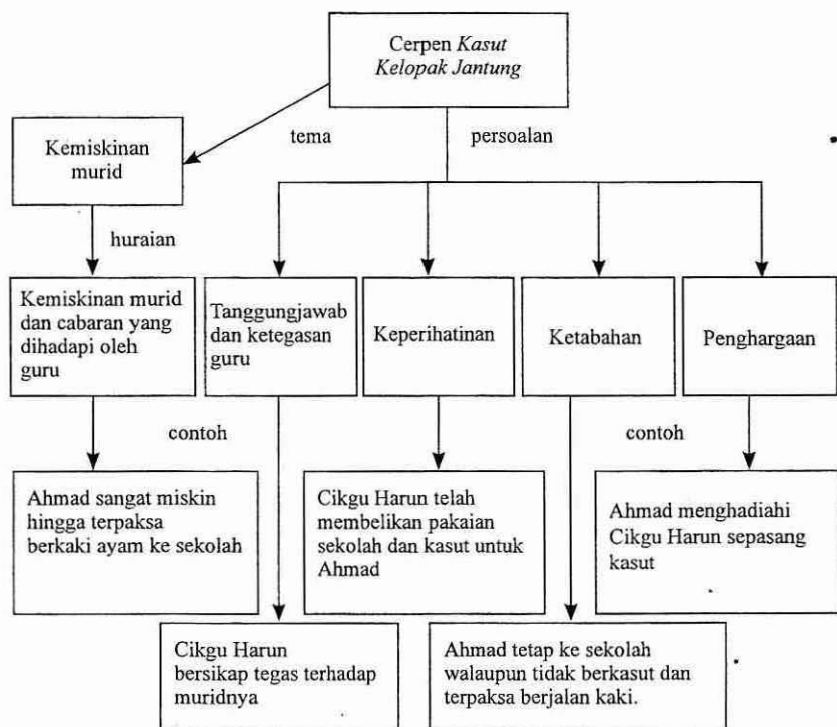 Cerpen Kasut
Kelopak Jantung
tema
persoalan
Kemiskinan
murid
huraian
Kemiskinan murid
dan cabaran yang
dihadapi oleh
guru
Tanggungjawab
dan ketegasan
guru
Keperihatinan
Ketabahan
Penghargaan
contoh
contoh
Ahmad sangat miskin
hingga terpaksa
berkaki ayam ke sekolah
Cikgu Harun telah
membelikan pakaian
sekolah dan kasut untuk
Ahmad
Ahmad menghadiahi
Cikgu Harun sepasang
kasut
Cikgu Harun
bersikap tegas terhadap
muridnya
Ahmad tetap ke sekolah
walaupun tidak berkasut dan
terpaksa berjalan kaki.